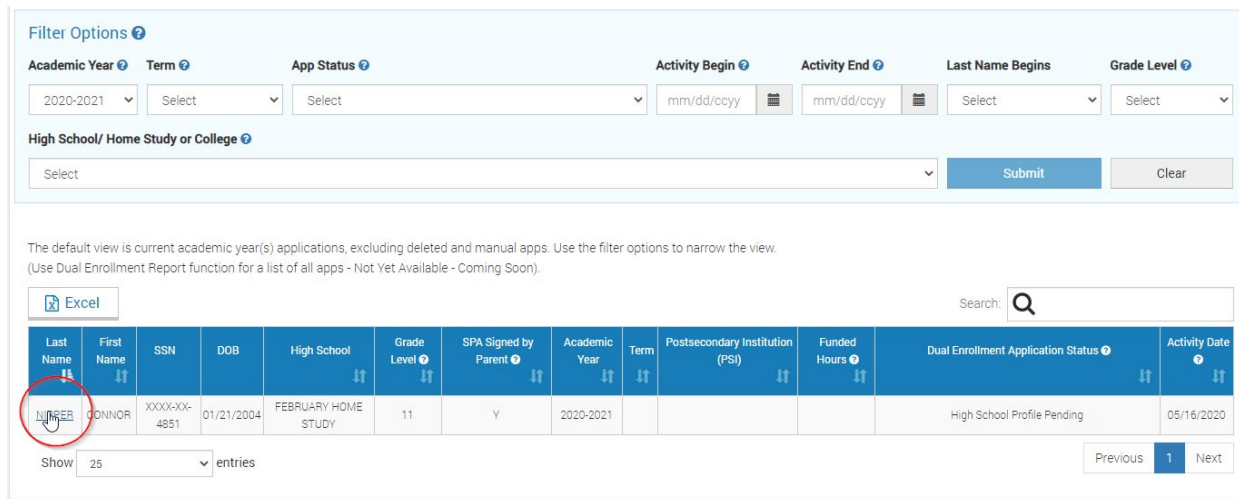 Filter Options
Academic Year Term App Status Activity Begin Activity End Last Name Begins Grade Level
2020-2021 Select Select mm/dd/ccyy mm/dd/ccyy Select Select
High School/ Home Study or College
Select Submit Clear
The default view is current academic year(s) applications, excluding deleted and manual apps. Use the filter options to narrow the view.
(Use Dual Enrollment Report function for a list of all apps - Not Yet Available - Coming Soon).
Excel Search:
Last First Grade SPA Signed by Academic Postsecondary Institution Funded Activity Date
Name Name SSN DOB High School Level Parent Year Term (PSI) Hours Dual Enrollment Application Status
CONNOR XXXX-XX- 01/21/2004 FEBRUARY HOME 11 Y 2020-2021 High School Profile Pending 05/16/2020
4851 STUDY
Show 25 entries Previous 1 Next